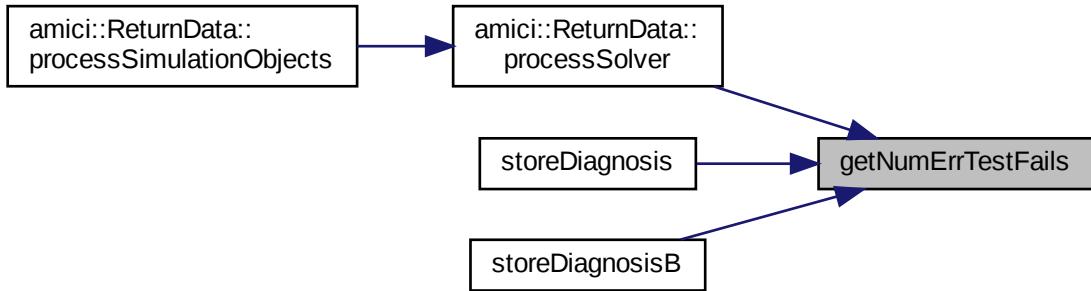 amici::ReturnData::
processSimulationObjects
amici::ReturnData::
processSolver
getNumErrTestFails
storeDiagnosis
storeDiagnosisB